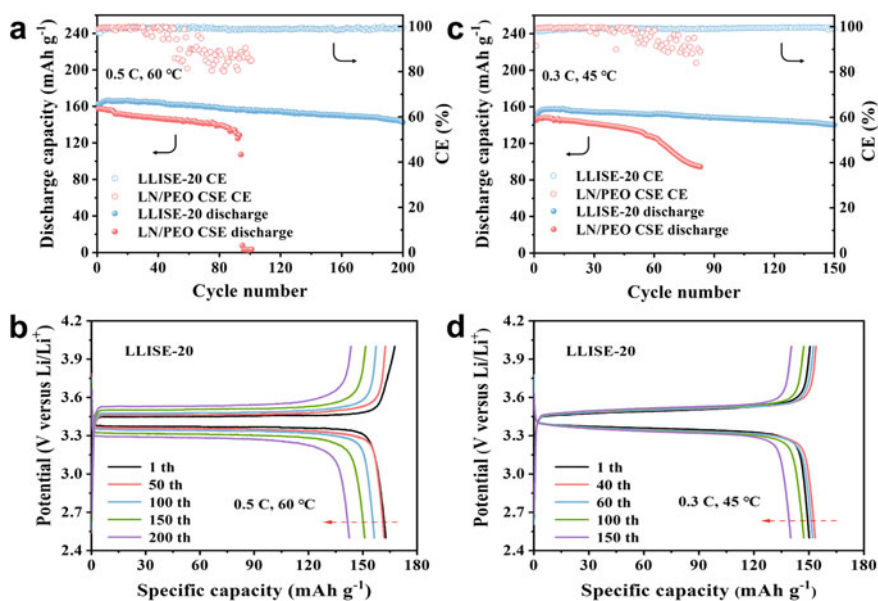 a
Discharge capacity (mAh g-1)
240
200
160
120
80
40
0
0.5 C, 60 °C
LLISE-20 CE
LN/PEO CSE CE
LLISE-20 discharge
LN/PEO CSE discharge
100
80
60
40
20
0
CE (%)
0 40 80 120 160 200
Cycle number
c
Discharge capacity (mAh g-1)
240
200
160
120
80
40
0
0.3 C, 45 °C
LLISE-20 CE
LN/PEO CSE CE
LLISE-20 discharge
LN/PEO CSE discharge
100
80
60
40
20
0
CE (%)
0 30 60 90 120 150
Cycle number
b
Potential (V versus Li/Li+)
4.2
3.9
3.6
3.3
3.0
2.7
2.4
LLISE-20
1 th
50 th
100 th
150 th
200 th
0.5 C, 60 °C
0 30 60 90 120 150 180
Specific capacity (mAh g-1)
d
Potential (V versus Li/Li+)
4.2
3.9
3.6
3.3
3.0
2.7
2.4
LLISE-20
1 th
40 th
60 th
100 th
150 th
0.3 C, 45 °C
0 30 60 90 120 150 180
Specific capacity (mAh g-1)